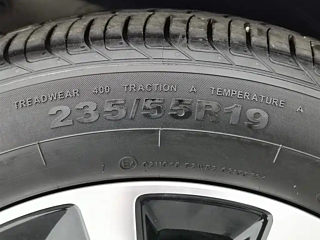 TREADWEAR 400 TRACTION A TEMPERATURE A
235/55R19